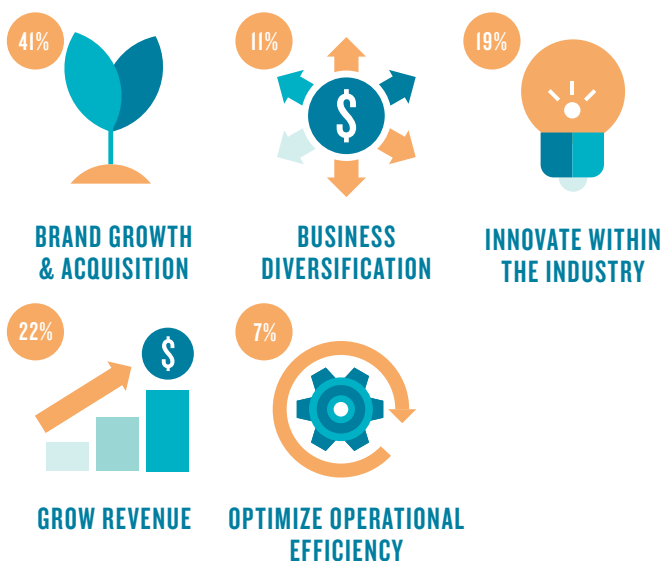 41%
BRAND GROWTH
& ACQUISITION
11%
$
BUSINESS
DIVERSIFICATION
19%
INNOVATE WITHIN
THE INDUSTRY
22%
$
GROW REVENUE
7%
OPTIMIZE OPERATIONAL
EFFICIENCY